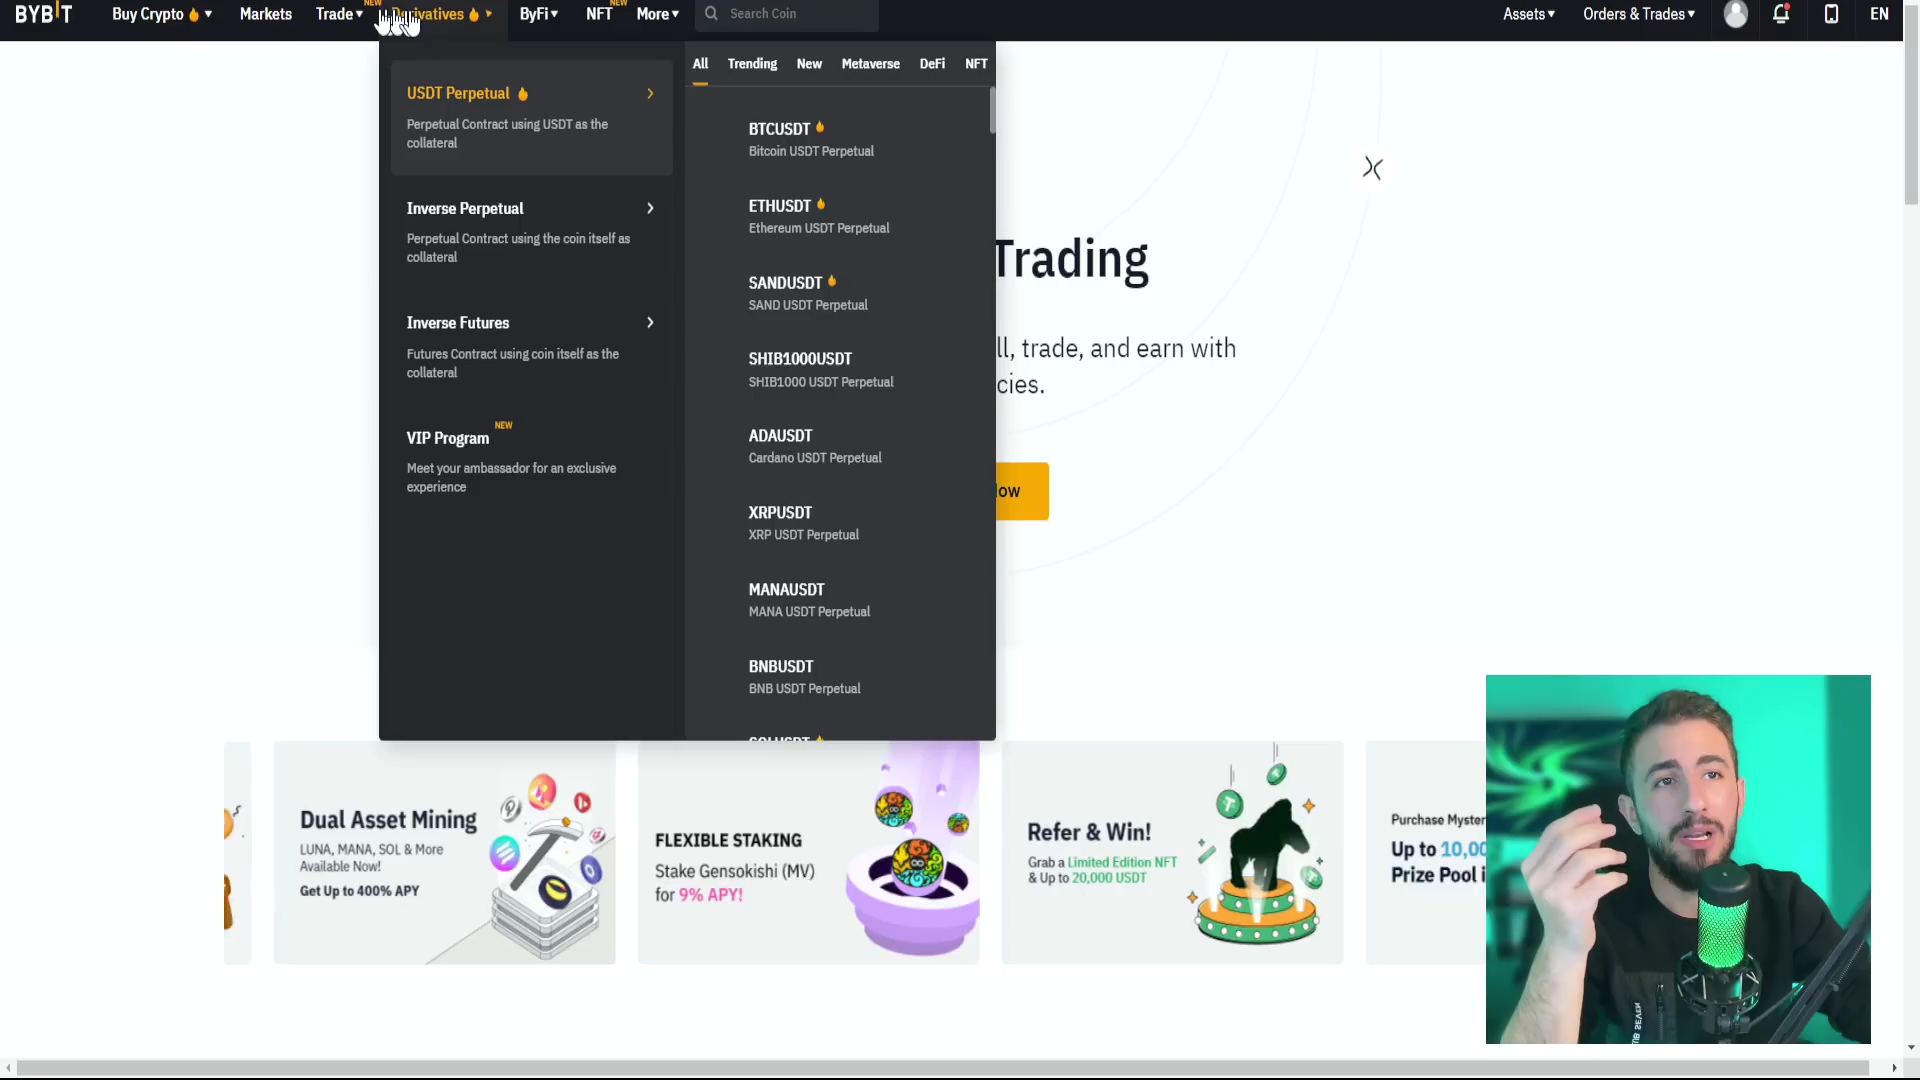 BYBIT
Buy Crypto
Markets
Trade
NEW
Derivatives
ByFi
NFT
NEW
More
Search Coin
Assets
Orders & Trades
EN
USDT Perpetual
Perpetual Contract using USDT as the
collateral
Inverse Perpetual
Perpetual Contract using the coin itself as
collateral
Inverse Futures
Futures Contract using coin itself as the
collateral
VIP Program
NEW
Meet your ambassador for an exclusive
experience
All
Trending
New
Metaverse
DeFi
NFT
BTCUSDT
Bitcoin USDT Perpetual
ETHUSDT
Ethereum USDT Perpetual
SANDUSDT
SAND USDT Perpetual
SHIB1000USDT
SHIB1000 USDT Perpetual
ADAUSDT
Cardano USDT Perpetual
XRPUSDT
XRP USDT Perpetual
MANAUSDT
MANA USDT Perpetual
BNBUSDT
BNB USDT Perpetual
SOLUSDT
Trading
ll, trade, and earn with
cies.
Now
Dual Asset Mining
LUNA, MANA, SOL & More
Available Now!
Get Up to 400% APY
FLEXIBLE STAKING
Stake Gensokishi (MV)
for 9% APY!
Refer & Win!
Grab a Limited Edition NFT
& Up to 20,000 USDT
Purchase Myster
Up to 10,00
Prize Pool i